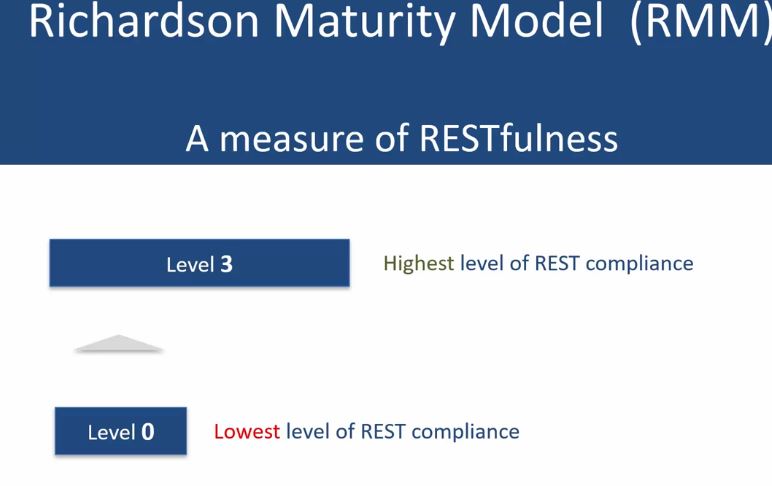 Richardson Maturity Model (RMM)
A measure of RESTfulness
Level 3
Highest level of REST compliance
Level 0
Lowest level of REST compliance